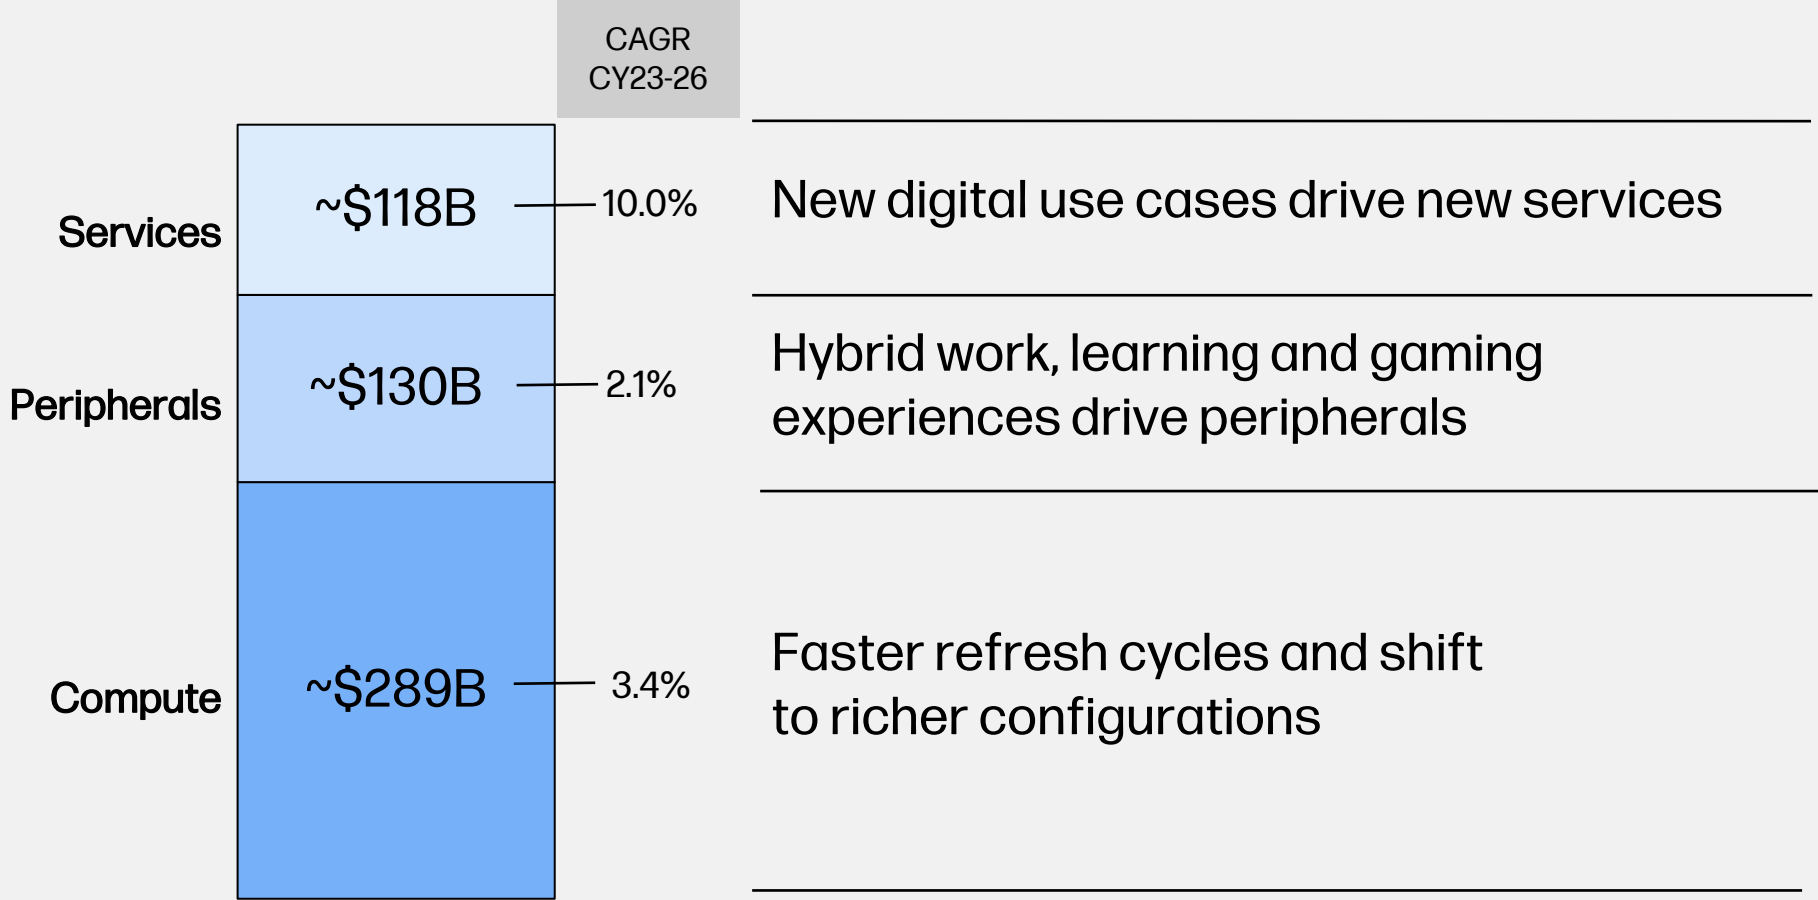 CAGR
CY23-26
Services
~$118B
10.0%
New digital use cases drive new services
Peripherals
~$130B
2.1%
Hybrid work, learning and gaming
experiences drive peripherals
Compute
~$289B
3.4%
Faster refresh cycles and shift
to richer configurations